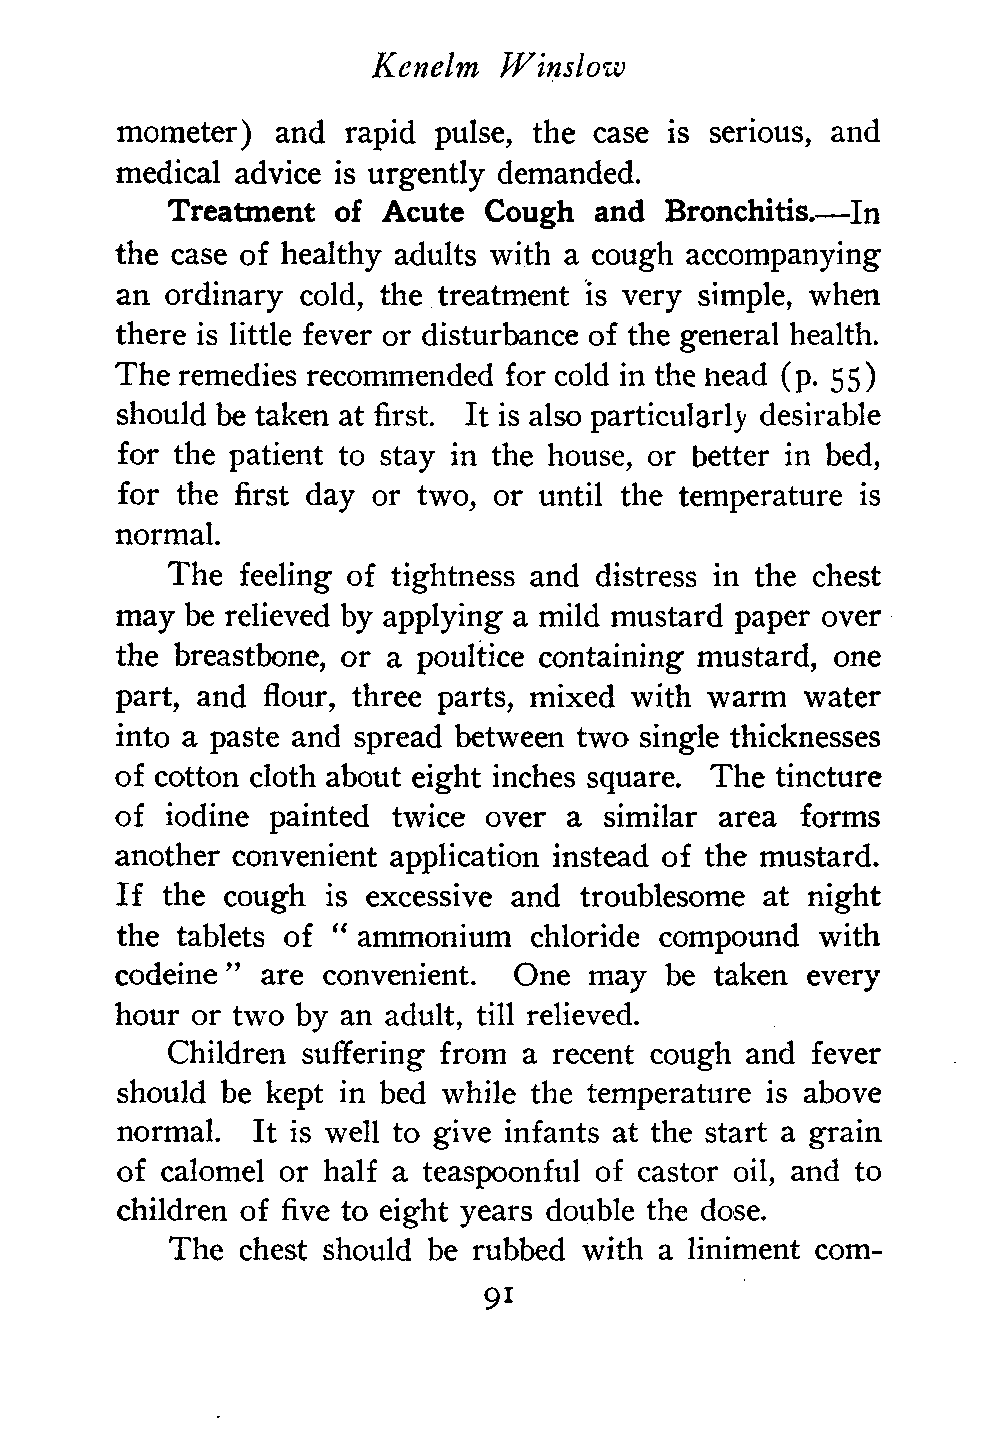 Kenelm Winslow
mometer) and rapid pulse, the case is serious, and
medical advice is urgently demanded.
Treatment of Acute Cough and Bronchitis.—In
the case of healthy adults with a cough accompanying
an ordinary cold, the treatment is very simple, when
there is little fever or disturbance of the general health.
The remedies recommended for cold in the head (p. 55)
should be taken at first. It is also particularly desirable
for the patient to stay in the house, or better in bed,
for the first day or two, or until the temperature is
normal.
The feeling of tightness and distress in the chest
may be relieved by applying a mild mustard paper over
the breastbone, or a poultice containing mustard, one
part, and flour, three parts, mixed with warm water
into a paste and spread between two single thicknesses
of cotton cloth about eight inches square. The tincture
of iodine painted twice over a similar area forms
another convenient application instead of the mustard.
If the cough is excessive and troublesome at night
the tablets of “ ammonium chloride compound with
codeine ” are convenient. One may be taken every
hour or two by an adult, till relieved.
Children suffering from a recent cough and fever
should be kept in bed while the temperature is above
normal. It is well to give infants at the start a grain
of calomel or half a teaspoonful of castor oil, and to
children of five to eight years double the dose.
The chest should be rubbed with a liniment com-
91